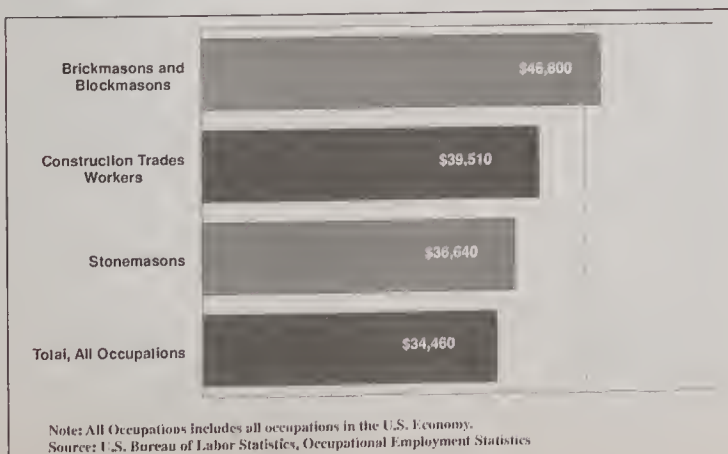 Brickmasons and
Blockmasons
$46,800
Construction Trades
Workers
$39,510
Stonemasons
$36,640
Total, All Occupations
$34,460
Note: All Occupations includes all occupations in the U.S. Economy.
Source: U.S. Bureau of Labor Statistics, Occupational Employment Statistics